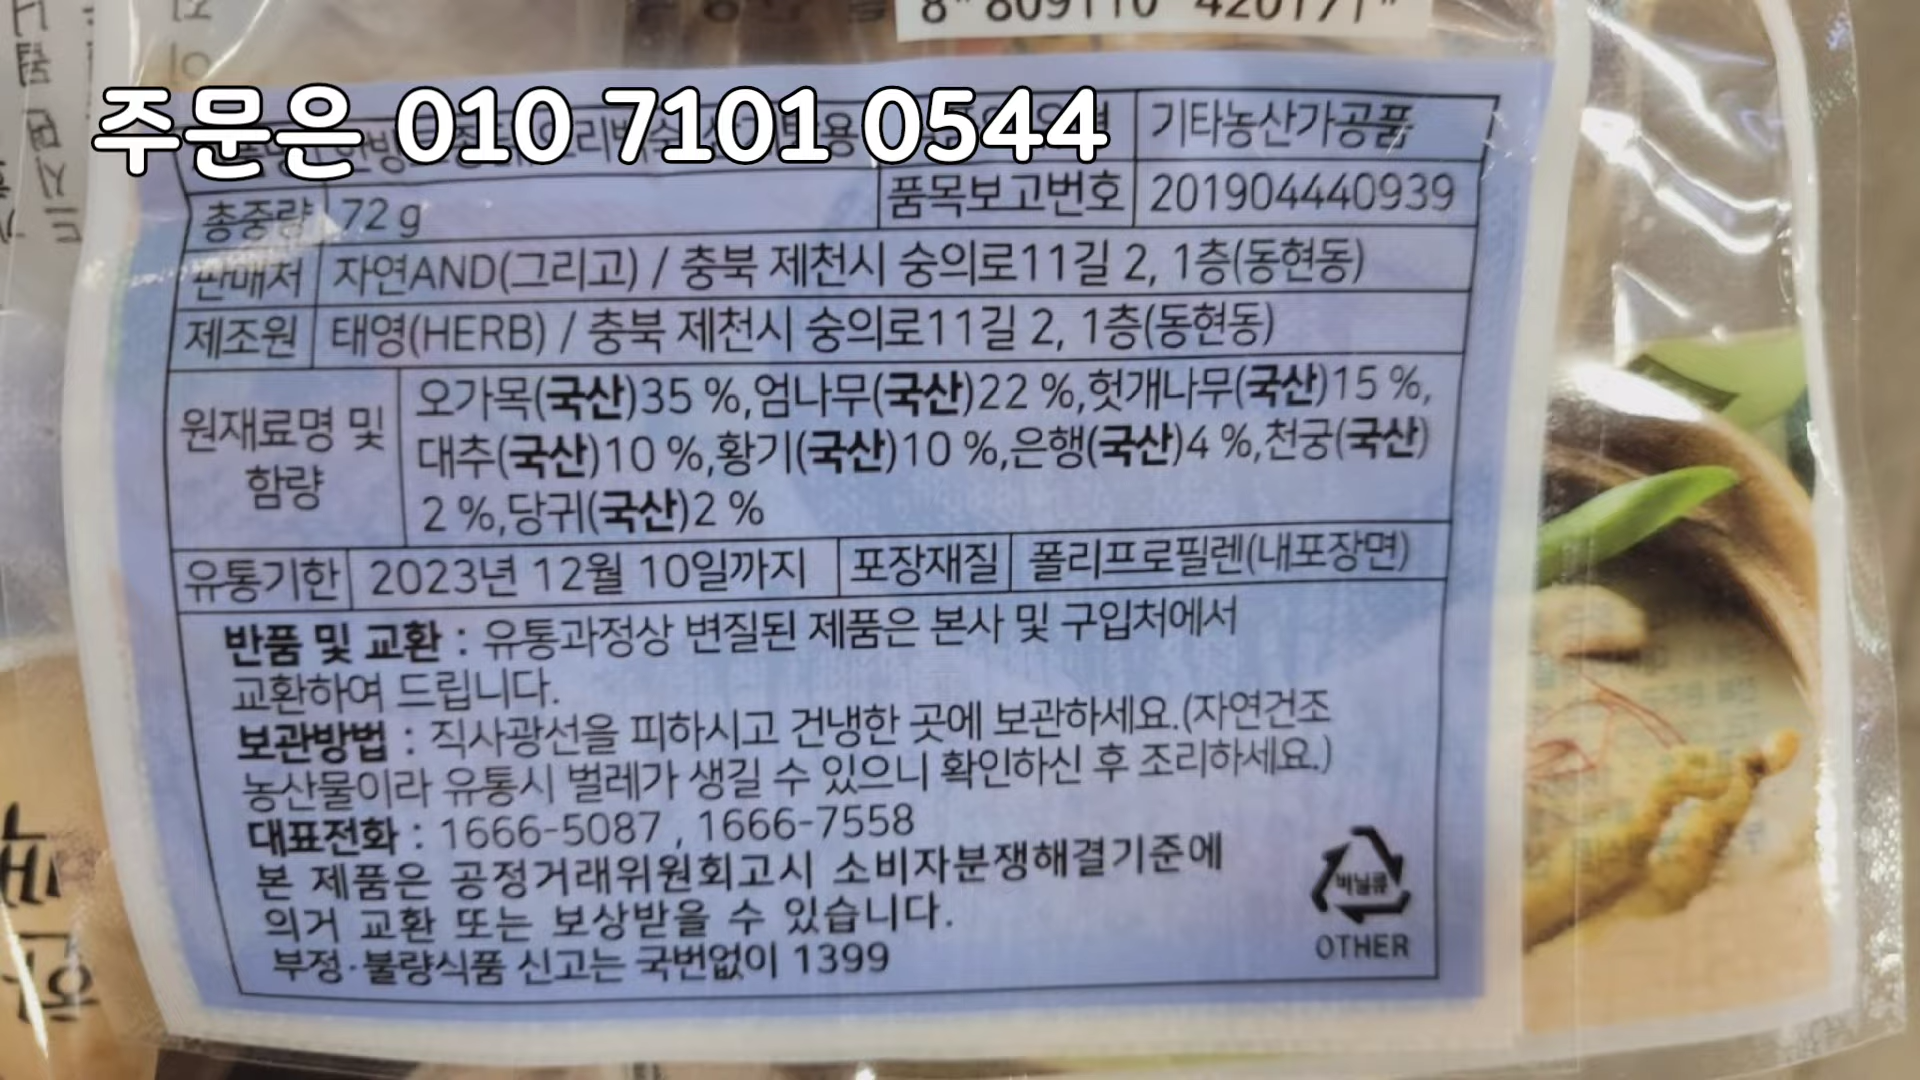 주문은 010 7101 0544
기타농산가공품
총중량 72 g 품목보고번호 201904440939
판매처 자연AND(그리고) / 충북 제천시 숭의로11길 2, 1층(동현동)
제조원 태영(HERB) / 충북 제천시 숭의로11길 2, 1층(동현동)
원재료명 및 함량
오가목(국산)35 %,엄나무(국산)22 %,헛개나무(국산)15 %,
대추(국산)10 %,황기(국산)10 %,은행(국산)4 %,천궁(국산)
2 %,당귀(국산)2 %
유통기한 2023년 12월 10일까지 포장재질 폴리프로필렌(내포장면)
반품 및 교환 : 유통과정상 변질된 제품은 본사 및 구입처에서
교환하여 드립니다.
보관방법 : 직사광선을 피하시고 건냉한 곳에 보관하세요.(자연건조
농산물이라 유통시 벌레가 생길 수 있으니 확인하신 후 조리하세요.)
대표전화 : 1666-5087 , 1666-7558
본 제품은 공정거래위원회고시 소비자분쟁해결기준에
의거 교환 또는 보상받을 수 있습니다.
부정·불량식품 신고는 국번없이 1399
OTHER